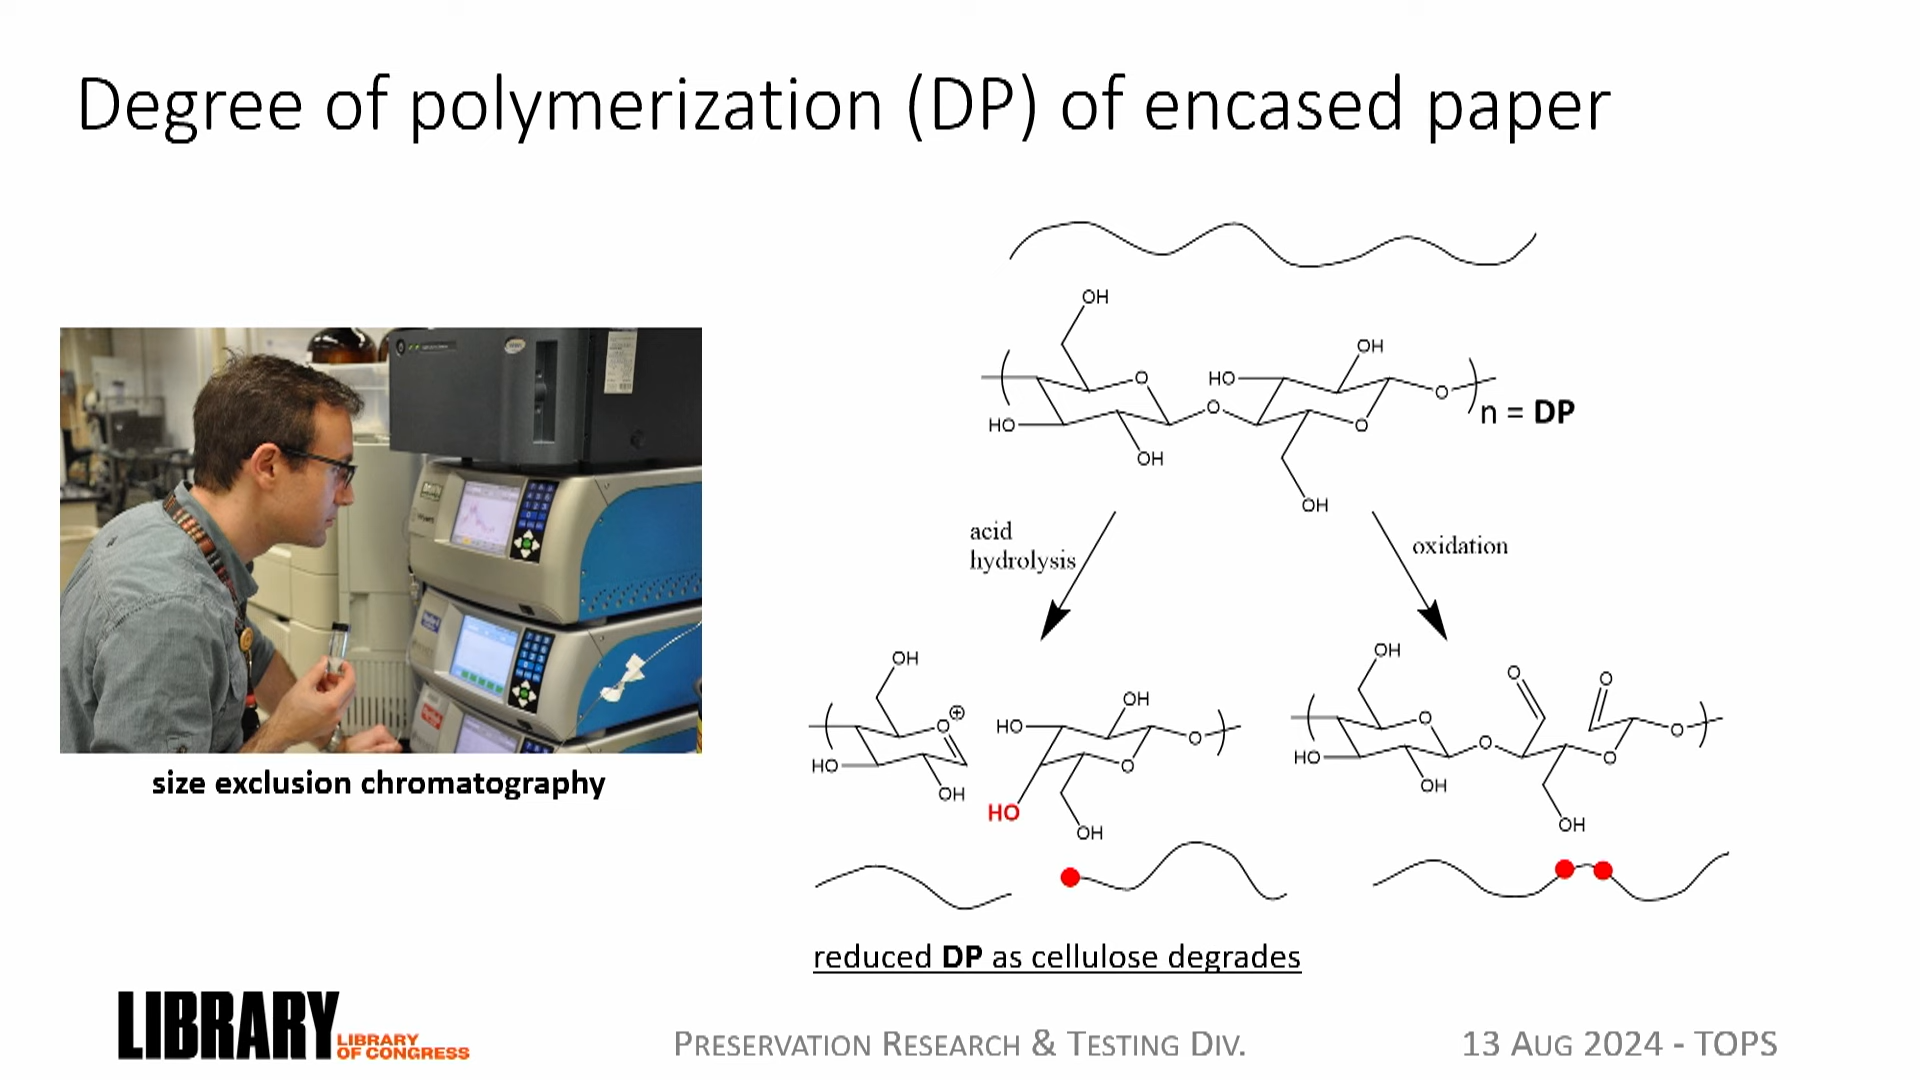 Degree of polymerization (DP) of encased paper
OH
OH
O
HO
O
n = DP
HO
O
O
OH
OH
acid
hydrolysis
oxidation
OH
OH
O
O
OH
O⊕
HO
O
O
O
HO
O
HO
O
OH
OH
HO
OH
OH
size exclusion chromatography
reduced DP as cellulose degrades
LIBRARY
LIBRARY
OF CONGRESS
PRESERVATION RESEARCH & TESTING DIV.
13 AUG 2024 - TOPS